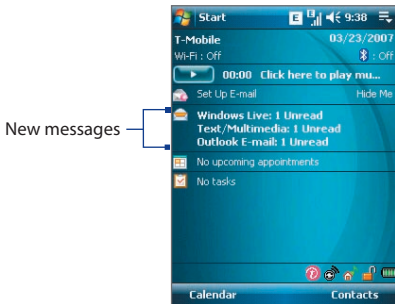 Start E 9:38
T-Mobile 03/23/2007
Wi-Fi : Off : Off
00:00 Click here to play mu...
Set Up E-mail Hide Me
New messages
Windows Live: 1 Unread
Text/Multimedia: 1 Unread
Outlook E-mail: 1 Unread
No upcoming appointments
No tasks
Calendar Contacts